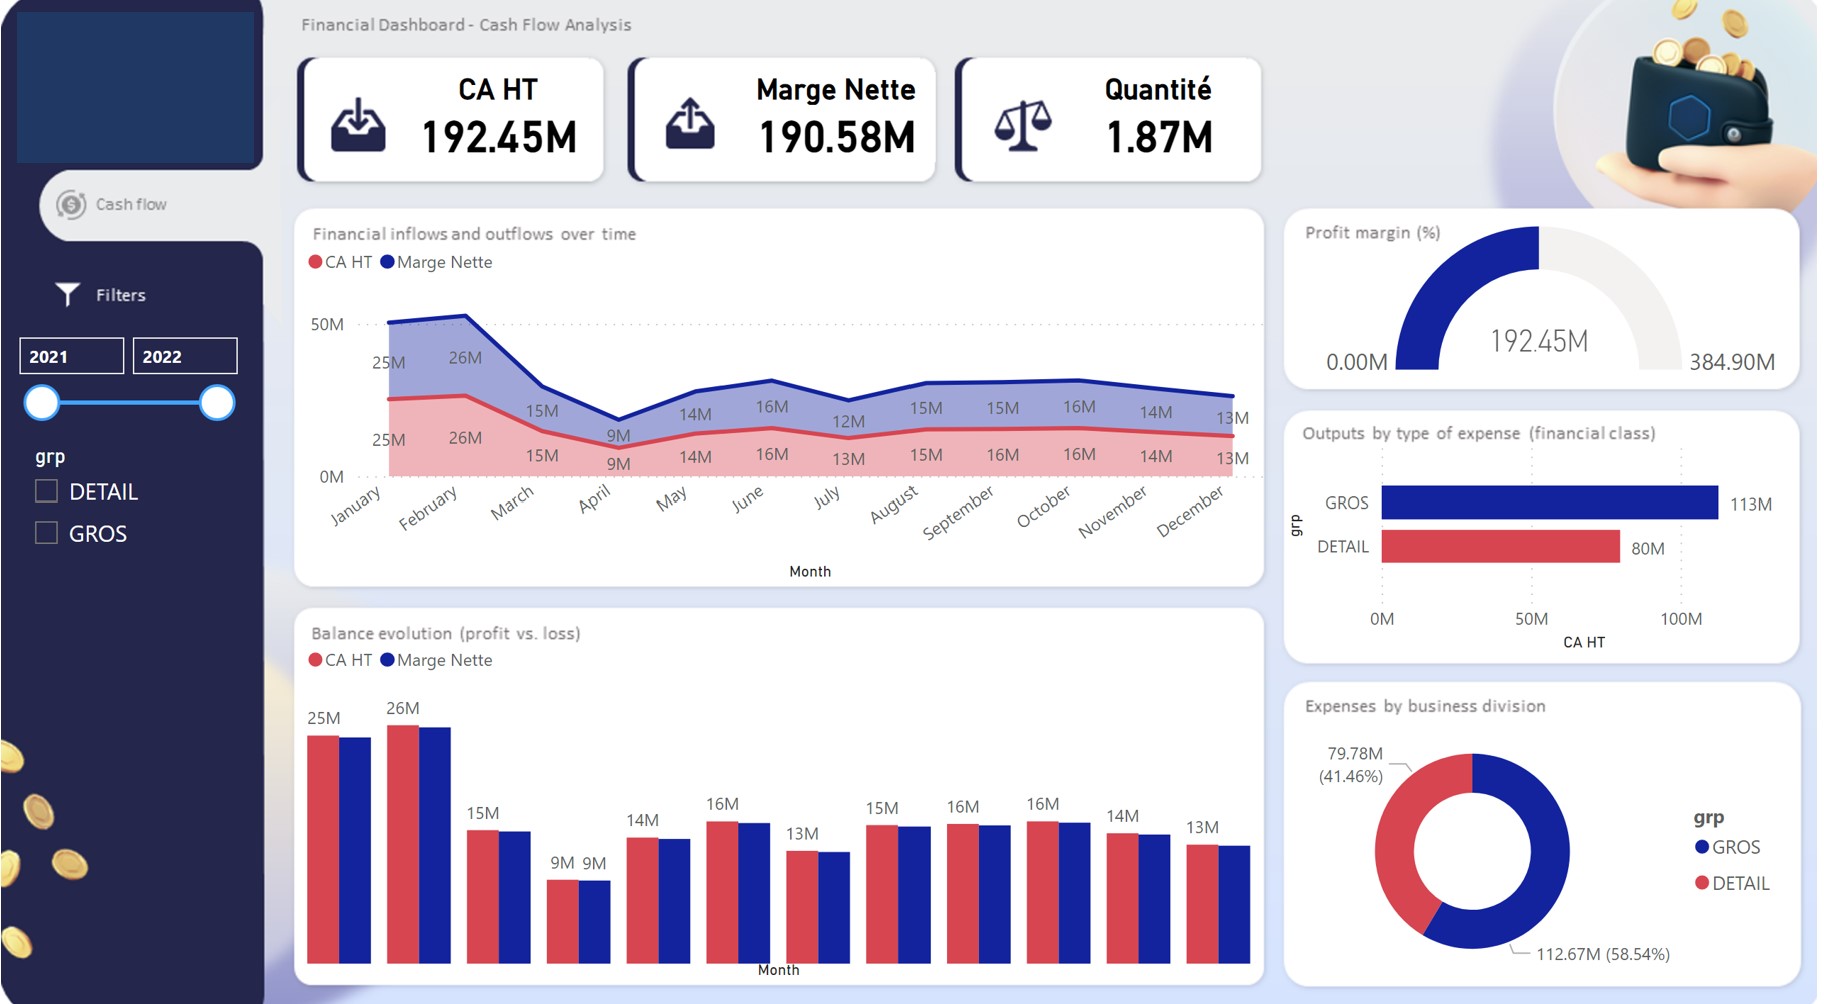 Financial Dashboard - Cash Flow Analysis
CA HT
192.45M
Marge Nette
190.58M
Quantité
1.87M
Cash flow
Filters
2021 2022
grp
DETAIL
GROS
Financial inflows and outflows over time
CA HT Marge Nette
50M
0M
25M 26M 15M 9M 14M 16M 12M 15M 15M 16M 14M 13M
25M 26M 15M 9M 14M 16M 13M 15M 16M 16M 14M 13M
January February March April May June July August September October November December
Month
Balance evolution (profit vs. loss)
CA HT Marge Nette
25M 26M 15M 9M 9M 14M 16M 13M 15M 16M 16M 14M 13M
Month
Profit margin (%)
192.45M
0.00M 384.90M
Outputs by type of expense (financial class)
grp
GROS 113M
DETAIL 80M
0M 50M 100M
CA HT
Expenses by business division
79.78M
(41.46%)
grp
GROS
DETAIL
112.67M (58.54%)